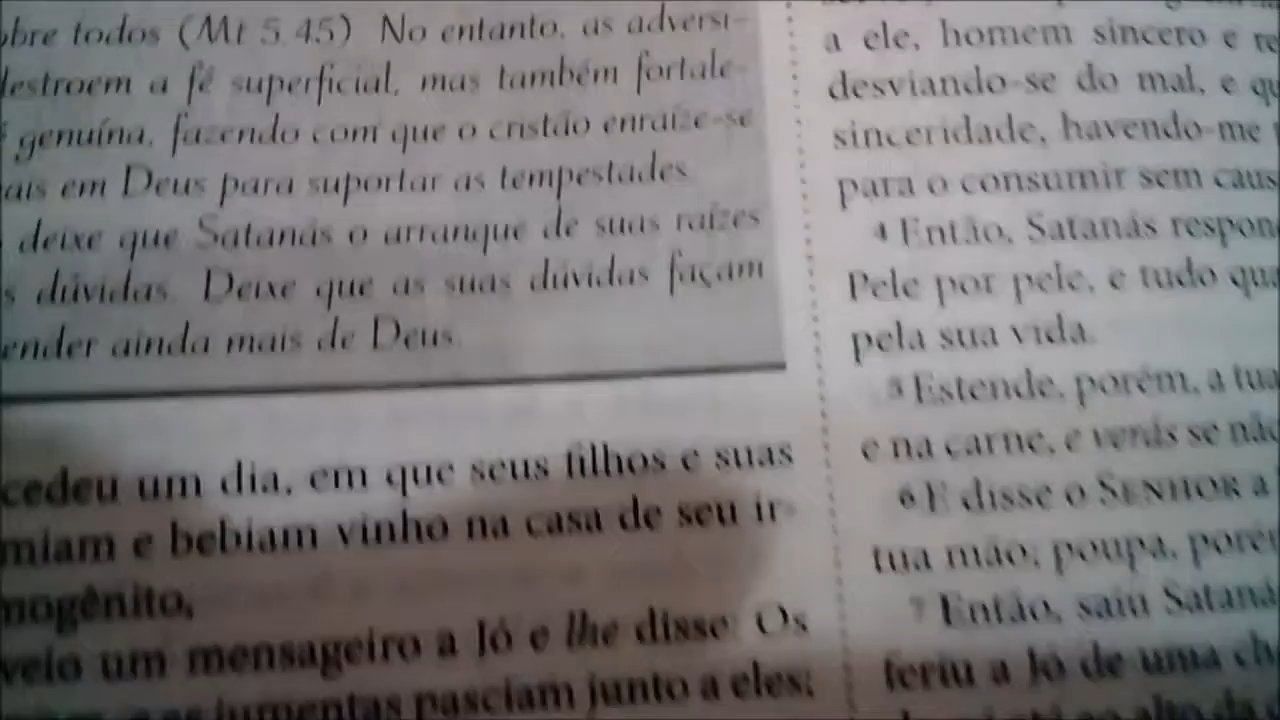 obre todos (Mt 5.45) No entanto, as adversi-
destroem a fé superficial, mas também fortale-
genuína, fazendo com que o cristão enraíze-se
ais em Deus para suportar as tempestades.
deixe que Satanás o arranque de suas raízes
s dúvidas. Deixe que as suas dúvidas façam
ender ainda mais de Deus.
cedeu um dia, em que seus filhos e suas
miam e bebiam vinho na casa de seu ir-
mogênito,
veio um mensageiro a Jó e lhe disse: Os
jumentas pasciam junto a eles;
a ele, homem sincero e re
desviando-se do mal, e qu
sinceridade, havendo-me
para o consumir sem caus
4 Então, Satanás respon
Pele por pele, e tudo qua
pela sua vida.
5 Estende, porém, a tua
e na carne, e verás se não
6 E disse o SENHOR a
tua mão; poupa, porém
7 Então, saiu Sataná
feriu a Jó de uma ch
alto da